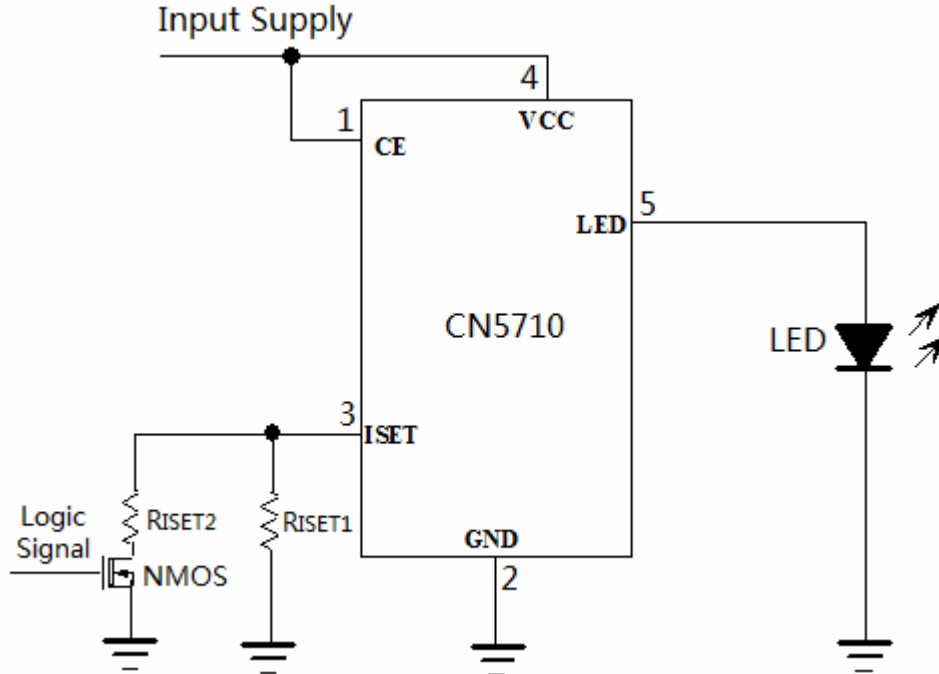 Input Supply
4
VCC
1
CE
5
LED
CN5710
LED
3
ISET
Logic
Signal
RISET2
RISET1
NMOS
GND
2